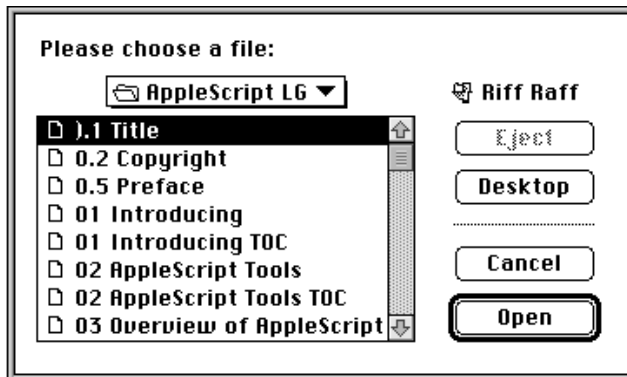 Please choose a file:
AppleScript LG
Riff Raff
).1 Title
0.2 Copyright
0.5 Preface
01 Introducing
01 Introducing TOC
02 AppleScript Tools
02 AppleScript Tools TOC
03 Overview of AppleScript
Eject
Desktop
Cancel
Open